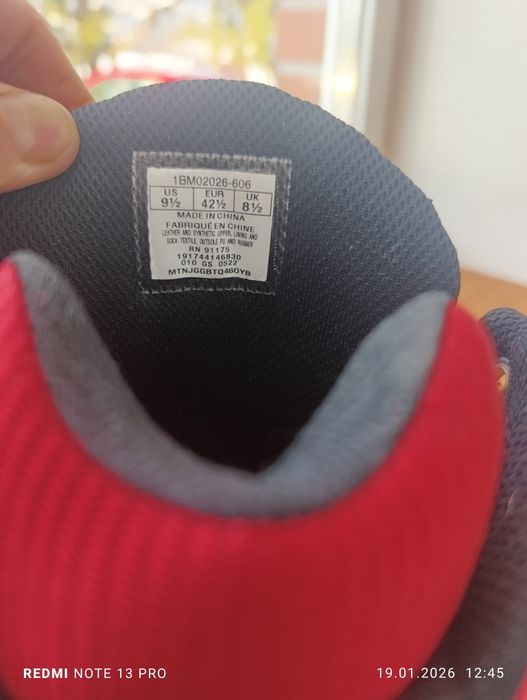 1BM02026-606
US EUR UK
9½ 42½ 8½
MADE IN CHINA
FABRIQUÉ EN CHINE
LEATHER AND SYNTHETIC UPPER, LINING AND
SOCK TEXTILE, OUTSOLE PU AND RUBBER
RN 91175
191744146830
010 GS 0522
MTNJGGBTQ460YB
REDMI NOTE 13 PRO
19.01.2026 12:45